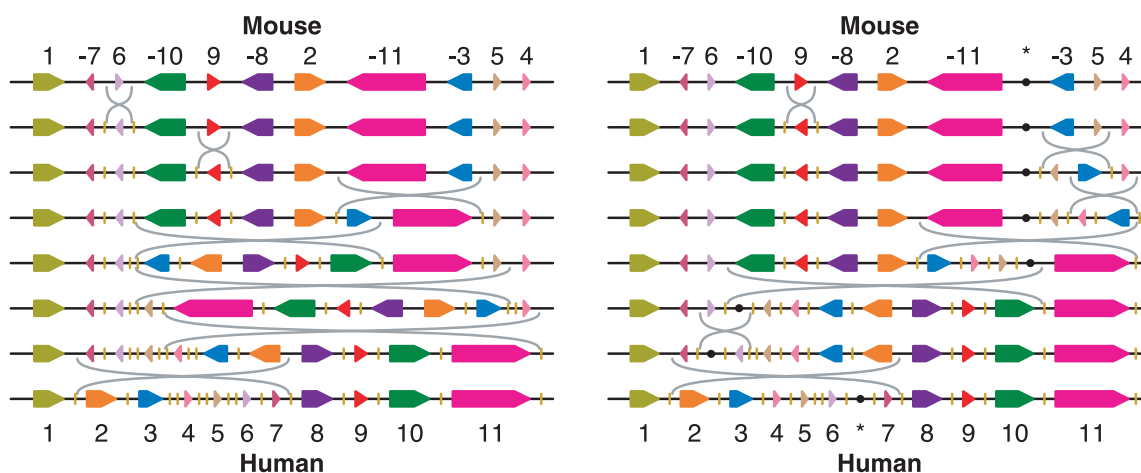 Mouse
1 -7 6 -10 9 -8 2 -11 -3 5 4
1 2 3 4 5 6 7 8 9 10 11
Human
Mouse
1 -7 6 -10 9 -8 2 -11 * -3 5 4
1 2 3 4 5 6 * 7 8 9 10 11
Human